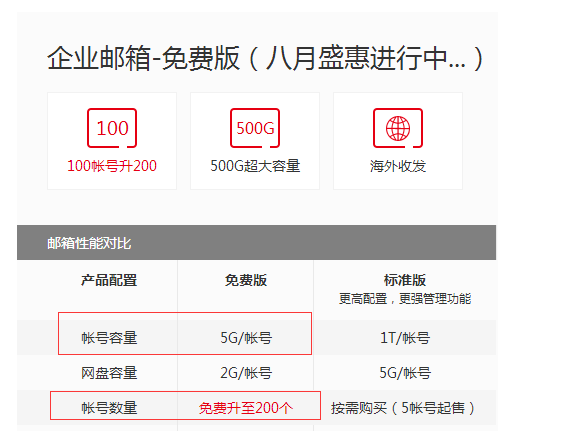 企业邮箱-免费版（八月盛惠进行中...）
100 500G
100帐号升200 500G超大容量 海外收发
邮箱性能对比
产品配置 免费版 标准版
更高配置，更强管理功能
帐号容量 5G/帐号 1T/帐号
网盘容量 2G/帐号 5G/帐号
帐号数量 免费升至200个 按需购买（5帐号起售）